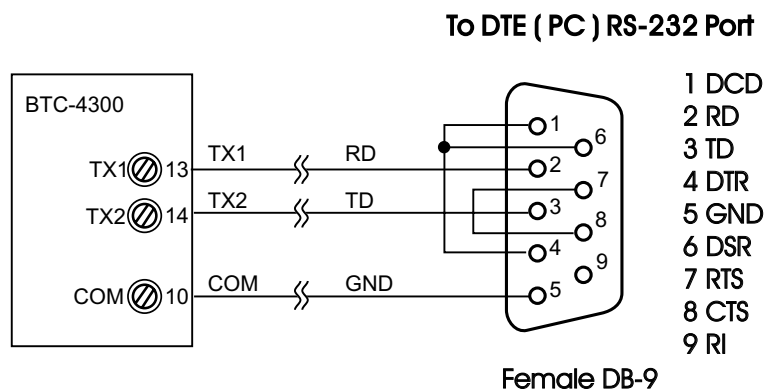 To DTE ( PC ) RS-232 Port
BTC-4300
TX1 13 TX1 RD
TX2 14 TX2 TD
COM 10 COM GND
1
6
2
7
3
8
4
9
5
1 DCD
2 RD
3 TD
4 DTR
5 GND
6 DSR
7 RTS
8 CTS
9 RI
Female DB-9